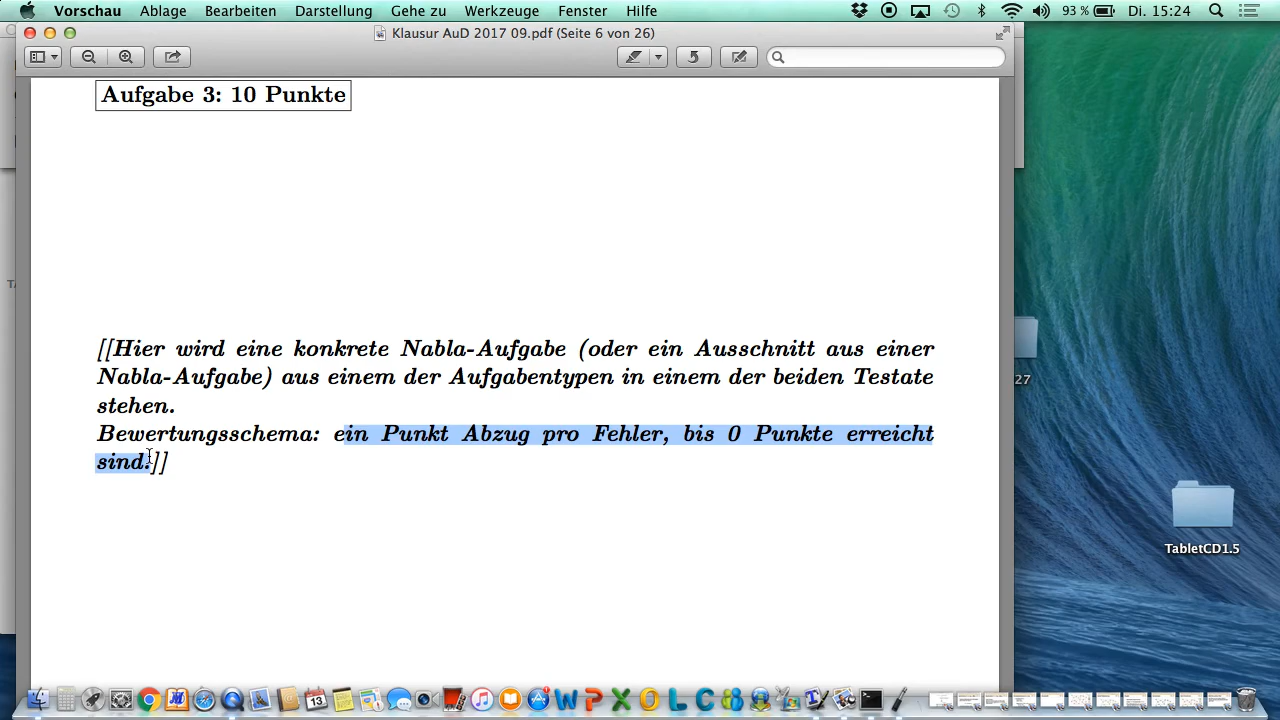 Vorschau Ablage Bearbeiten Darstellung Gehe zu Werkzeuge Fenster Hilfe 93 % Di. 15:24
Klausur AuD 2017 09.pdf (Seite 6 von 26)
Aufgabe 3: 10 Punkte
[[Hier wird eine konkrete Nabla-Aufgabe (oder ein Ausschnitt aus einer
Nabla-Aufgabe) aus einem der Aufgabentypen in einem der beiden Testate
stehen.
Bewertungsschema: ein Punkt Abzug pro Fehler, bis 0 Punkte erreicht
sind.]]
27
TabletCD1.5